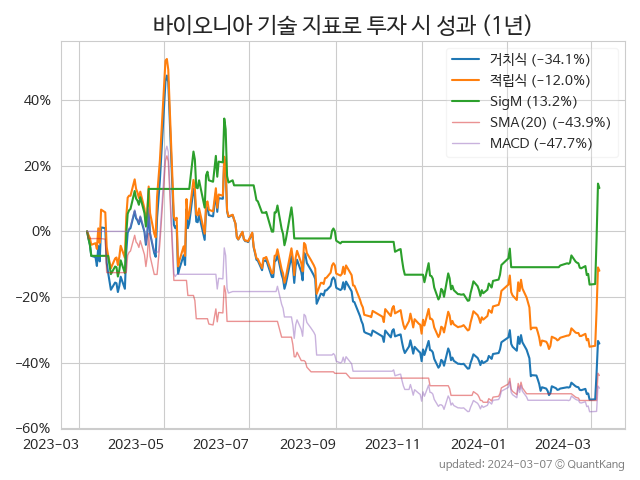 바이오니아 기술 지표로 투자 시 성과 (1년)
거치식 (−34.1%)
적립식 (−12.0%)
SigM (13.2%)
SMA(20) (−43.9%)
MACD (−47.7%)
40%
20%
0%
−20%
−40%
−60%
2023-03 2023-05 2023-07 2023-09 2023-11 2024-01 2024-03
updated: 2024-03-07 © QuantKang